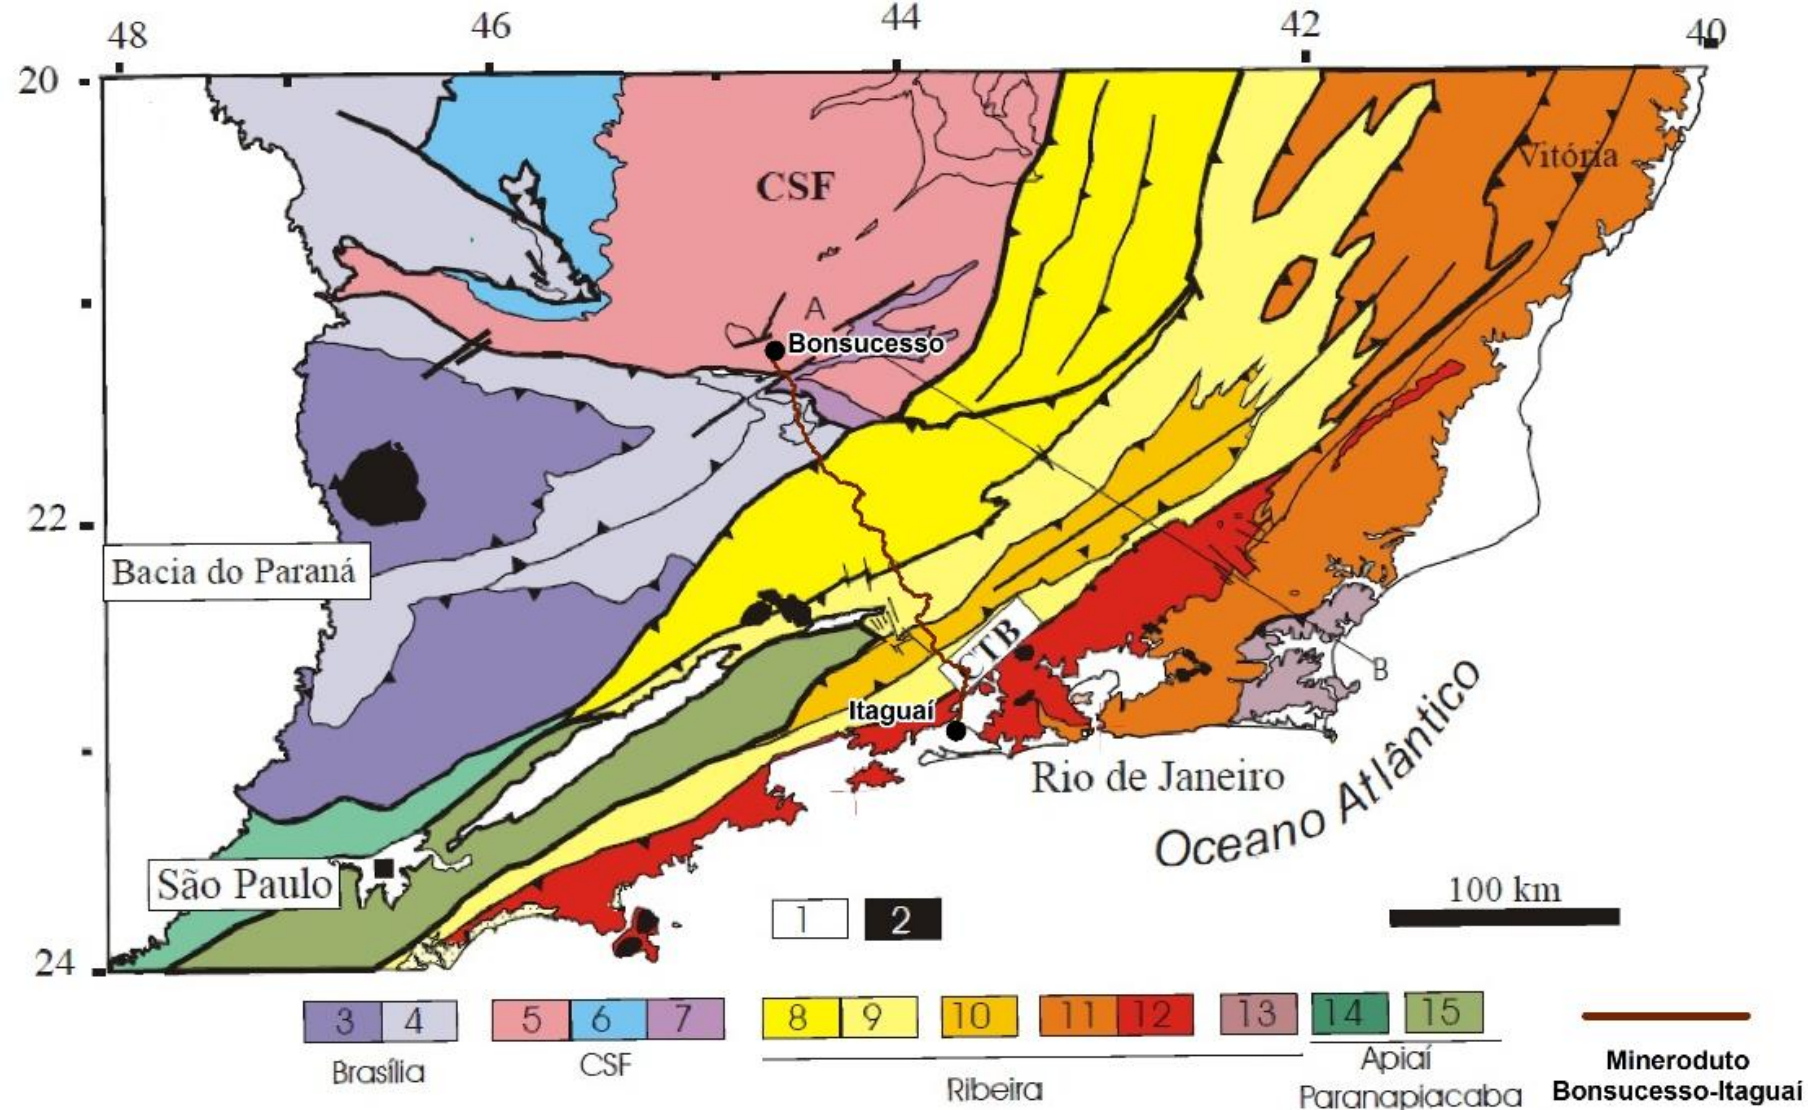 48
46
44
42
40
20
Vitória
CSF
A
Bonsucesso
22
Bacia do Paraná
CTB
B
Itaguaí
Rio de Janeiro
Oceano Atlântico
São Paulo
1
2
100 km
24
3 4 5 6 7 8 9 10 11 12 13 14 15
Brasília
CSF
Ribeira
Apiaí
Paranapiacaba
Mineroduto
Bonsucesso-Itaguaí